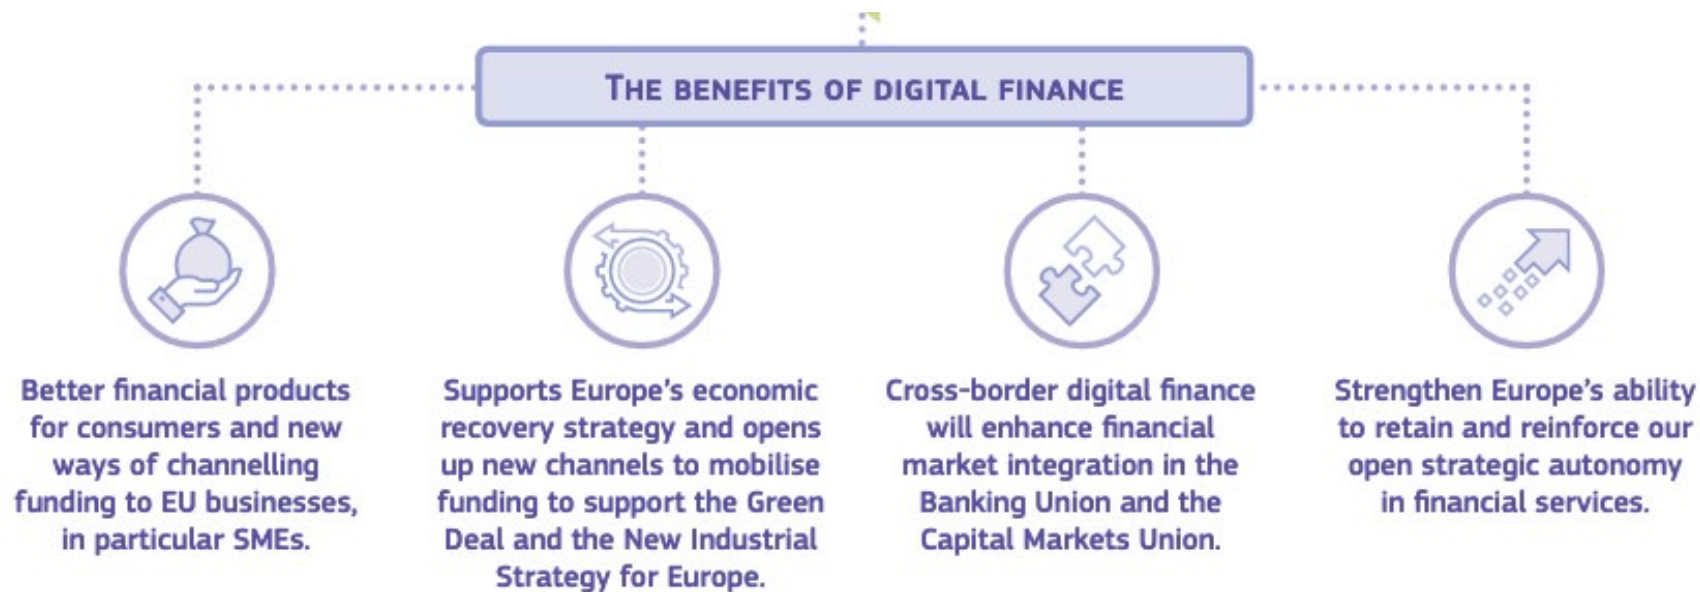 THE BENEFITS OF DIGITAL FINANCE
Better financial products
for consumers and new
ways of channelling
funding to EU businesses,
in particular SMEs.
Supports Europe's economic
recovery strategy and opens
up new channels to mobilise
funding to support the Green
Deal and the New Industrial
Strategy for Europe.
Cross-border digital finance
will enhance financial
market integration in the
Banking Union and the
Capital Markets Union.
Strengthen Europe's ability
to retain and reinforce our
open strategic autonomy
in financial services.